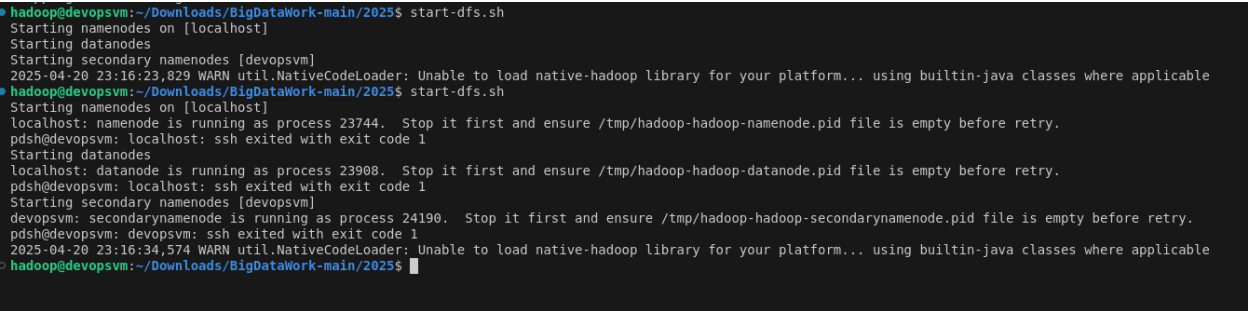 hadoop@devopsvm:~/Downloads/BigDataWork-main/2025$ start-dfs.sh
Starting namenodes on [localhost]
Starting datanodes
Starting secondary namenodes [devopsvm]
2025-04-20 23:16:23,829 WARN util.NativeCodeLoader: Unable to load native-hadoop library for your platform... using builtin-java classes where applicable
hadoop@devopsvm:~/Downloads/BigDataWork-main/2025$ start-dfs.sh
Starting namenodes on [localhost]
localhost: namenode is running as process 23744.  Stop it first and ensure /tmp/hadoop-hadoop-namenode.pid file is empty before retry.
pdsh@devopsvm: localhost: ssh exited with exit code 1
Starting datanodes
localhost: datanode is running as process 23908.  Stop it first and ensure /tmp/hadoop-hadoop-datanode.pid file is empty before retry.
pdsh@devopsvm: localhost: ssh exited with exit code 1
Starting secondary namenodes [devopsvm]
devopsvm: secondarynamenode is running as process 24190.  Stop it first and ensure /tmp/hadoop-hadoop-secondarynamenode.pid file is empty before retry.
pdsh@devopsvm: devopsvm: ssh exited with exit code 1
2025-04-20 23:16:34,574 WARN util.NativeCodeLoader: Unable to load native-hadoop library for your platform... using builtin-java classes where applicable
hadoop@devopsvm:~/Downloads/BigDataWork-main/2025$